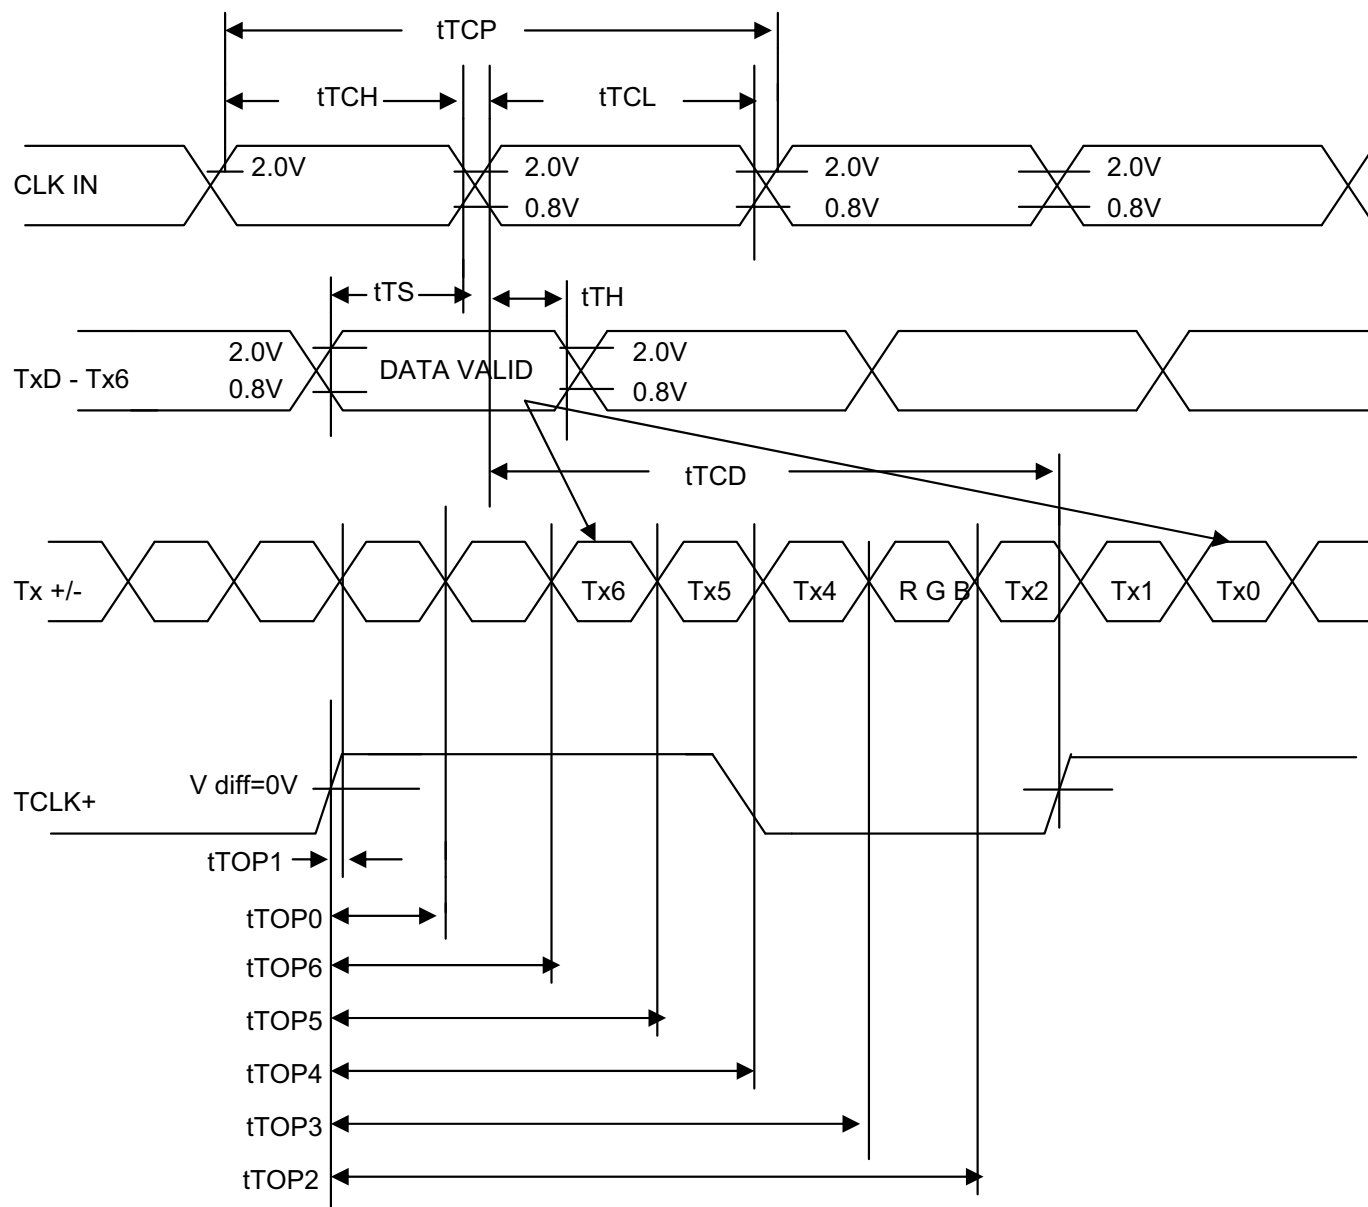 tTCP
tTCH tTCL
CLK IN
2.0V 2.0V 2.0V 2.0V
0.8V 0.8V 0.8V
tTS tTH
TxD - Tx6
2.0V DATA VALID 2.0V
0.8V 0.8V
tTCD
Tx +/- Tx6 Tx5 Tx4 R G B Tx2 Tx1 Tx0
V diff=0V
TCLK+
tTOP1
tTOP0
tTOP6
tTOP5
tTOP4
tTOP3
tTOP2